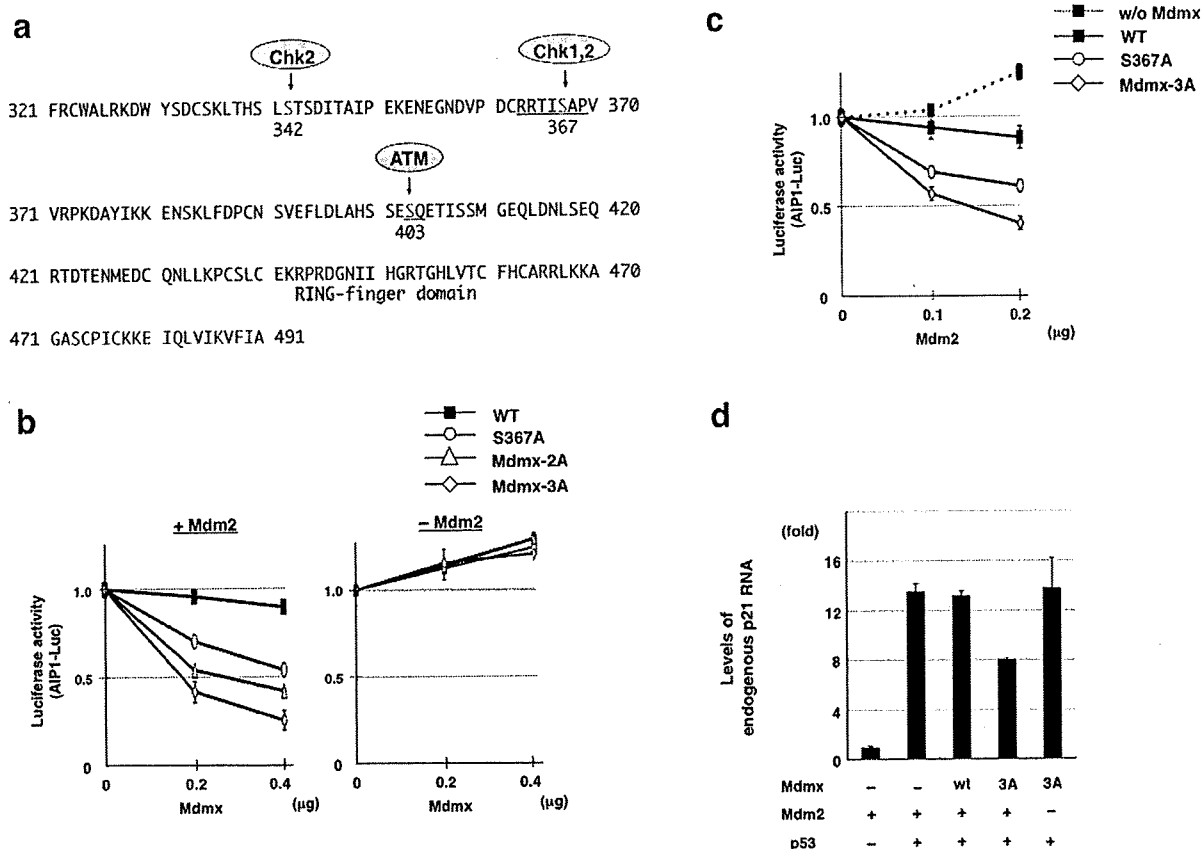 a
Chk2
Chk1,2
321 FRCWALRKDW YSDCSKLTHS LSTSDITAIP EKENEGNDVP DCRRTISAPV 370
342
367
ATM
371 VRPKDAYIKK ENSKLFDPCN SVEFLDLAHS SESQETISSM GEQLDNLSEQ 420
403
421 RTDTENMEDC QNLLKPCSLC EKRPRDGNII HGRTGHLVTC FHCARRLKKA 470
RING-finger domain
471 GASCPICKKE IQLVIKVFIA 491
b
WT
S367A
Mdmx-2A
Mdmx-3A
+ Mdm2
– Mdm2
Luciferase activity
(AIP1-Luc)
1.0
0.5
0
0
0.2
0.4
(μg)
Mdmx
1.0
0.5
0
0
0.2
0.4
(μg)
Mdmx
c
w/o Mdmx
WT
S367A
Mdmx-3A
Luciferase activity
(AIP1-Luc)
1.0
0.5
0
0
0.1
0.2
(μg)
Mdm2
d
(fold)
Levels of
endogenous p21 RNA
16
12
8
4
0
Mdmx – – wt 3A 3A
Mdm2 + + + + –
p53 – + + + +